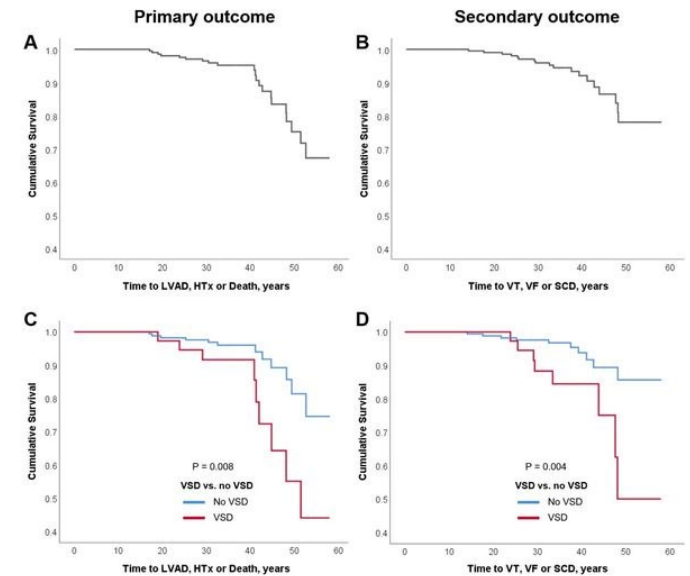 Primary outcome
Secondary outcome
A
Cumulative Survival
1.0
0.9
0.8
0.7
0.6
0.5
0.4
0 10 20 30 40 50 60
Time to LVAD, HTx or Death, years
B
Cumulative Survival
1.0
0.9
0.8
0.7
0.6
0.5
0.4
0 10 20 30 40 50 60
Time to VT, VF or SCD, years
C
Cumulative Survival
1.0
0.9
0.8
0.7
0.6
0.5
0.4
P = 0.008
VSD vs. no VSD
No VSD
VSD
0 10 20 30 40 50 60
Time to LVAD, HTx or Death, years
D
Cumulative Survival
1.0
0.9
0.8
0.7
0.6
0.5
0.4
P = 0.004
VSD vs. no VSD
No VSD
VSD
0 10 20 30 40 50 60
Time to VT, VF or SCD, years